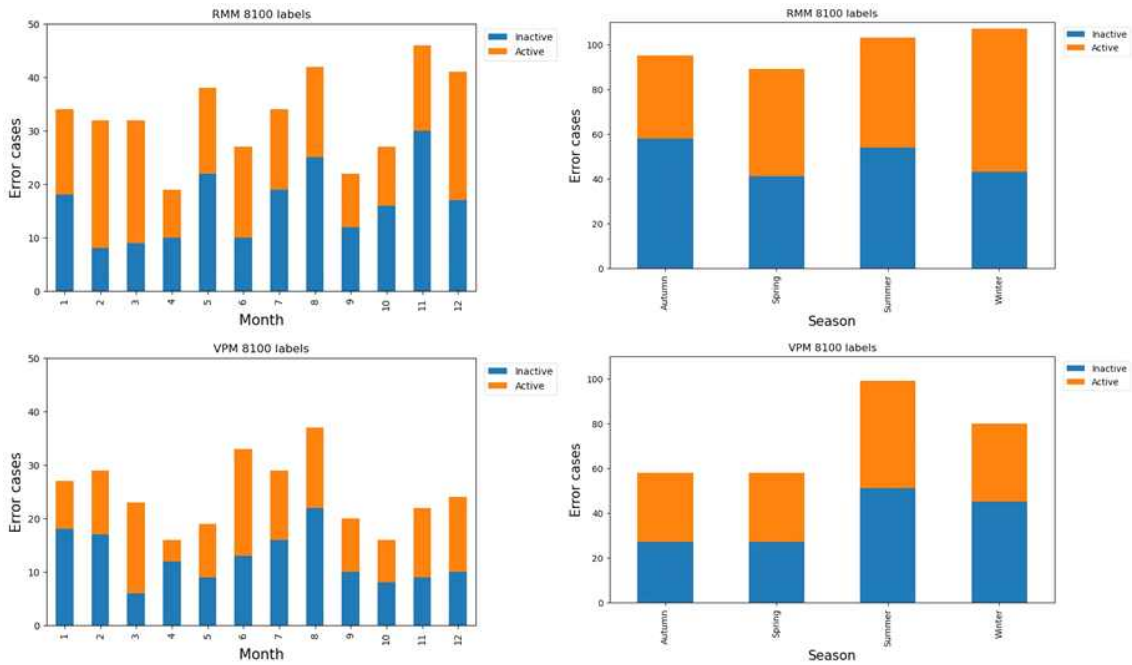 RMM 8100 labels
50
40
30
20
10
0
Error cases
1 2 3 4 5 6 7 8 9 10 11 12
Month
Inactive
Active
RMM 8100 labels
100
80
60
40
20
0
Error cases
Autumn Spring Summer Winter
Season
Inactive
Active
VPM 8100 labels
50
40
30
20
10
0
Error cases
1 2 3 4 5 6 7 8 9 10 11 12
Month
Inactive
Active
VPM 8100 labels
100
80
60
40
20
0
Error cases
Autumn Spring Summer Winter
Season
Inactive
Active